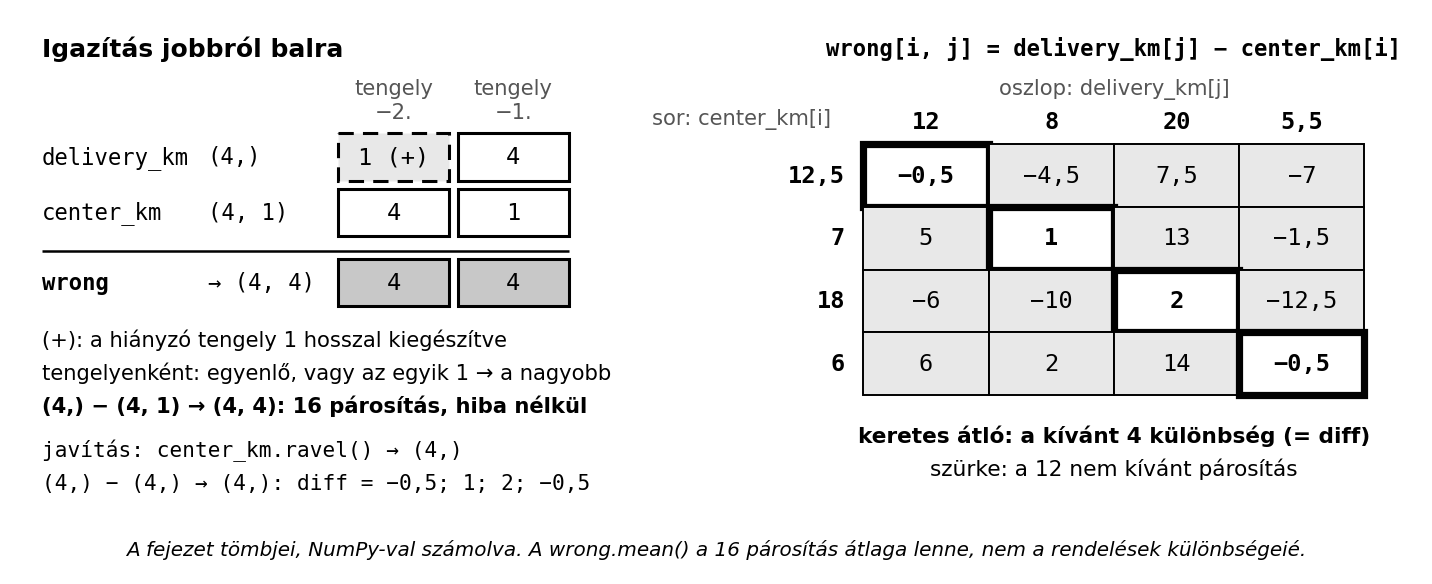 Igazítás jobbról balra
tengely −2. tengely −1.
delivery_km (4,) 1 (+) 4
center_km (4, 1) 4 1
wrong → (4, 4) 4 4
(+): a hiányzó tengely 1 hosszal kiegészítve
tengelyenként: egyenlő, vagy az egyik 1 → a nagyobb
(4,) − (4, 1) → (4, 4): 16 párosítás, hiba nélkül
javítás: center_km.ravel() → (4,)
(4,) − (4,) → (4,): diff = −0,5; 1; 2; −0,5
wrong[i, j] = delivery_km[j] − center_km[i]
oszlop: delivery_km[j]
sor: center_km[i] 12 8 20 5,5
12,5 −0,5 −4,5 7,5 −7
7 5 1 13 −1,5
18 −6 −10 2 −12,5
6 6 2 14 −0,5
keretes átló: a kívánt 4 különbség (= diff)
szürke: a 12 nem kívánt párosítás
A fejezet tömbjei, NumPy-val számolva. A wrong.mean() a 16 párosítás átlaga lenne, nem a rendelések különbségeié.